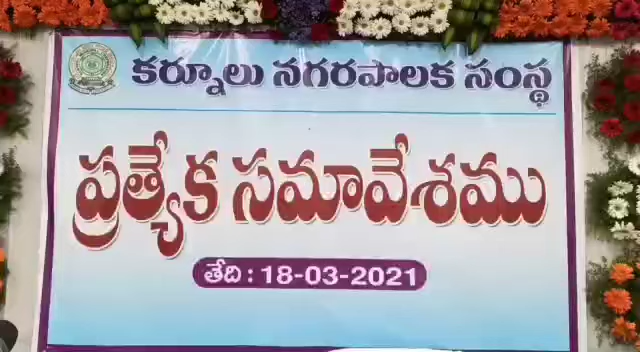 కర్నూలు నగరపాలక సంస్థ
ప్రత్యేక సమావేశము
తేది : 18-03-2021